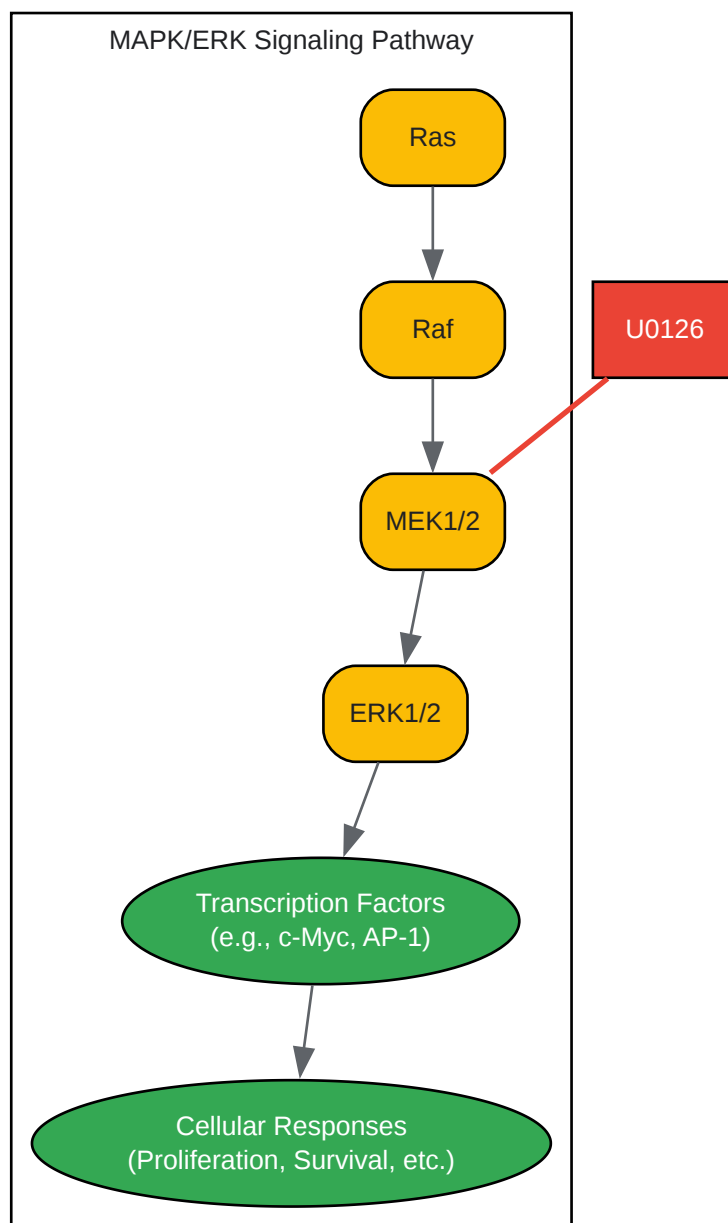 MAPK/ERK Signaling Pathway
Ras
Raf
U0126
MEK1/2
ERK1/2
Transcription Factors
(e.g., c-Myc, AP-1)
Cellular Responses
(Proliferation, Survival, etc.)